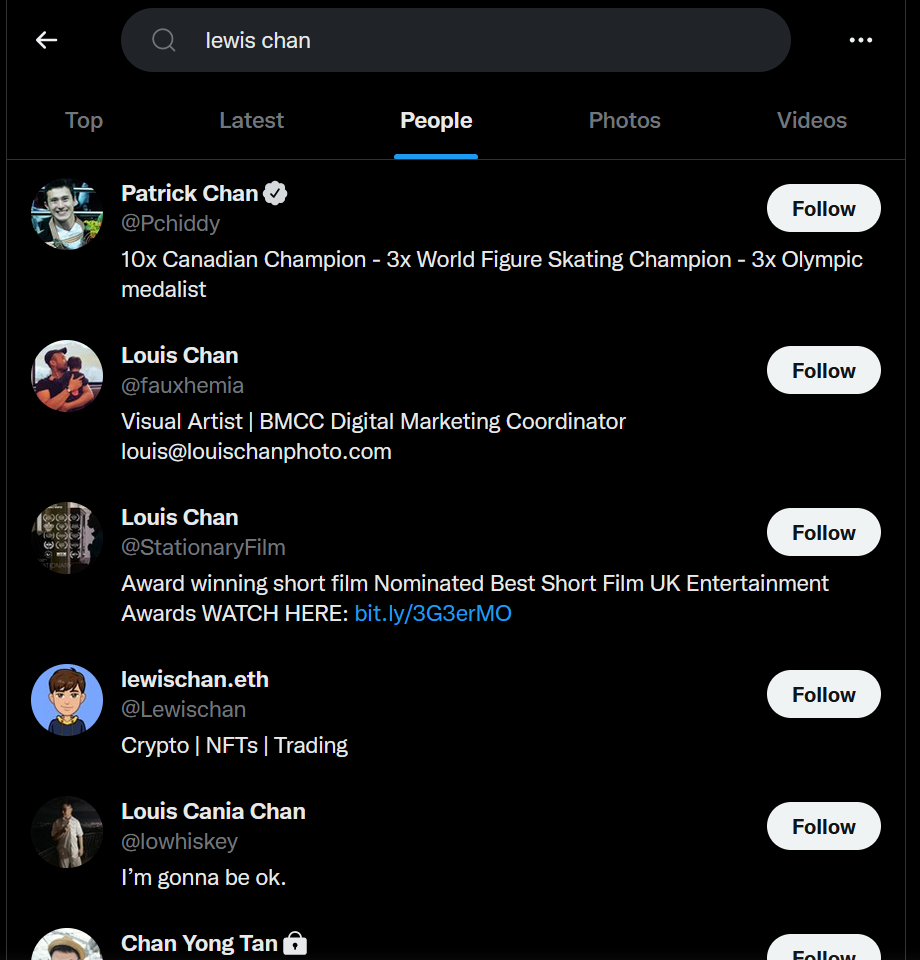 lewis chan
Top Latest People Photos Videos
Patrick Chan
Follow
@Pchiddy
10x Canadian Champion - 3x World Figure Skating Champion - 3x Olympic
medalist
Louis Chan
Follow
@fauxhemia
Visual Artist | BMCC Digital Marketing Coordinator
louis@louischanphoto.com
Louis Chan
Follow
@StationaryFilm
Award winning short film Nominated Best Short Film UK Entertainment
Awards WATCH HERE: bit.ly/3G3erMO
lewischan.eth
Follow
@Lewischan
Crypto | NFTs | Trading
Louis Cania Chan
Follow
@lowhiskey
I’m gonna be ok.
Chan Yong Tan
Follow